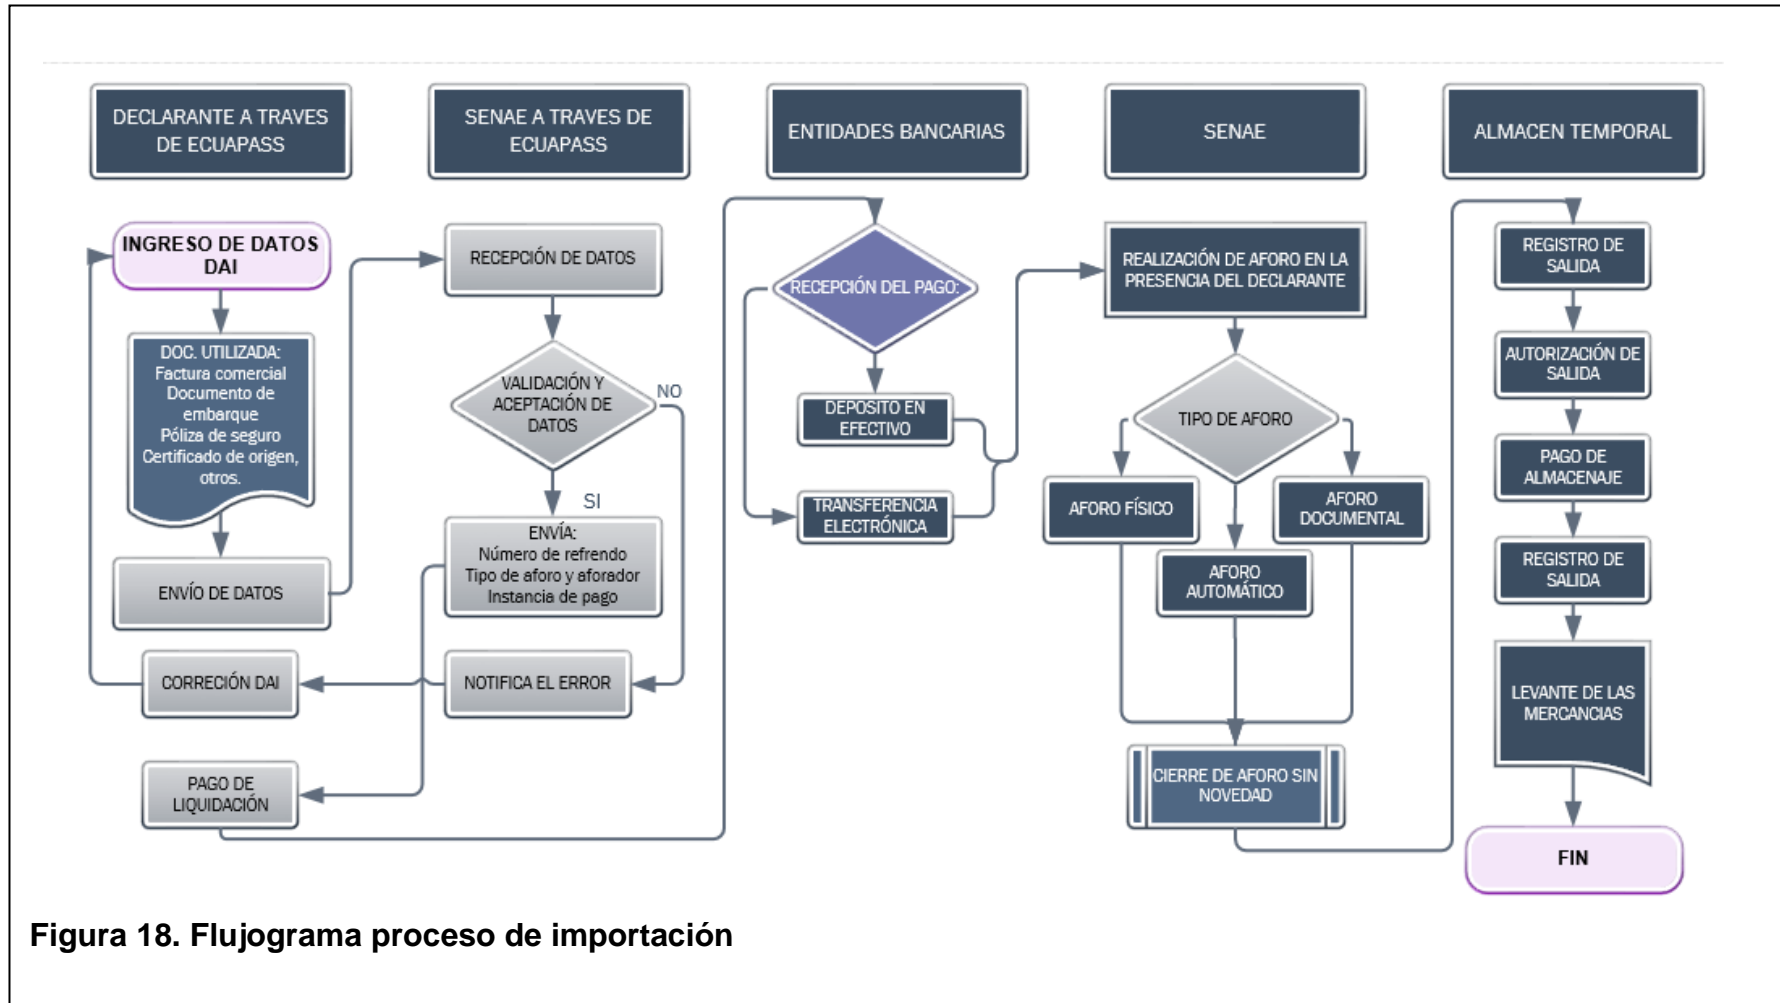 DECLARANTE A TRAVES
DE ECUAPASS
SENAE A TRAVES DE
ECUAPASS
ENTIDADES BANCARIAS
SENAE
ALMACEN TEMPORAL
INGRESO DE DATOS
DAI
DOC. UTILIZADA:
Factura comercial
Documento de
embarque
Póliza de seguro
Certificado de origen,
otros.
ENVÍO DE DATOS
CORRECIÓN DAI
PAGO DE
LIQUIDACIÓN
RECEPCIÓN DE DATOS
VALIDACIÓN Y
ACEPTACIÓN DE
DATOS
NO
SI
ENVÍA:
Número de refrendo
Tipo de aforo y aforador
Instancia de pago
NOTIFICA EL ERROR
RECEPCIÓN DEL PAGO:
DEPOSITO EN
EFECTIVO
TRANSFERENCIA
ELECTRÓNICA
REALIZACIÓN DE AFORO EN LA
PRESENCIA DEL DECLARANTE
TIPO DE AFORO
AFORO FÍSICO
AFORO
DOCUMENTAL
AFORO
AUTOMÁTICO
CIERRE DE AFORO SIN
NOVEDAD
REGISTRO DE
SALIDA
AUTORIZACIÓN DE
SALIDA
PAGO DE
ALMACENAJE
REGISTRO DE
SALIDA
LEVANTE DE LAS
MERCANCIAS
FIN
Figura 18. Flujograma proceso de importación